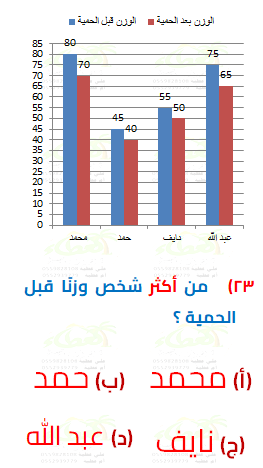 الوزن بعد الحمية الوزن قبل الحمية
85
80
75
70
65
60
55
50
45
40
35
30
25
20
15
10
5
0
80 70 45 40 55 50 75 65
محمد حمد نايف عبد الله
٢٣) من أكثر شخص وزنًا قبل
الحمية ؟
(أ) محمد (ب) حمد
(ج) نايف (د) عبد الله